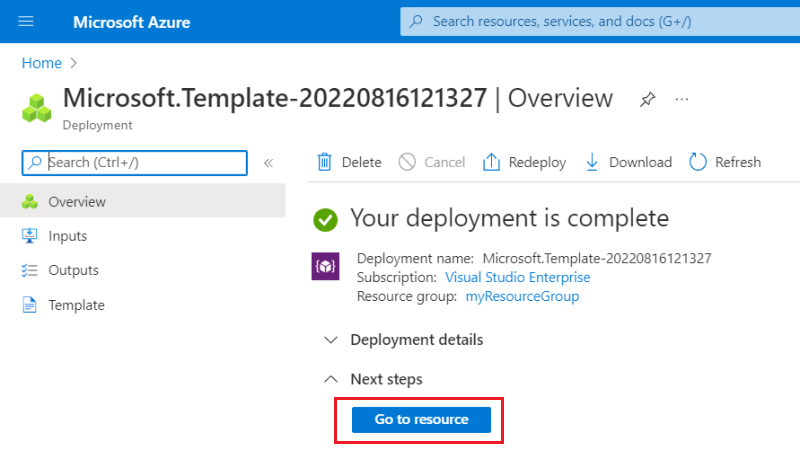 Microsoft Azure
Search resources, services, and docs (G+/)
Home >
Microsoft.Template-20220816121327 | Overview
...
Deployment
Search (Ctrl+/)
«
Delete
Cancel
Redeploy
Download
Refresh
Overview
Inputs
Outputs
Template
Your deployment is complete
Deployment name: Microsoft.Template-20220816121327
Subscription: Visual Studio Enterprise
Resource group: myResourceGroup
Deployment details
Next steps
Go to resource